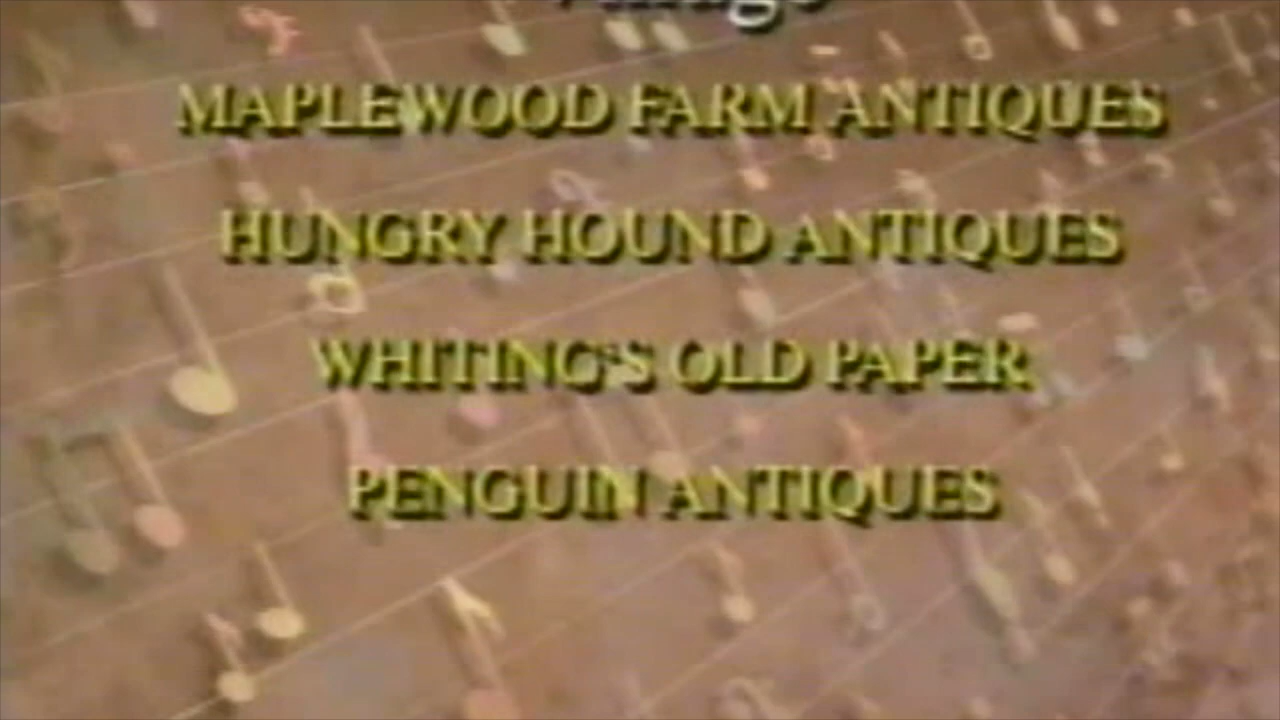 MAPLEWOOD FARM ANTIQUES
HUNGRY HOUND ANTIQUES
WHITING'S OLD PAPER
PENGUIN ANTIQUES